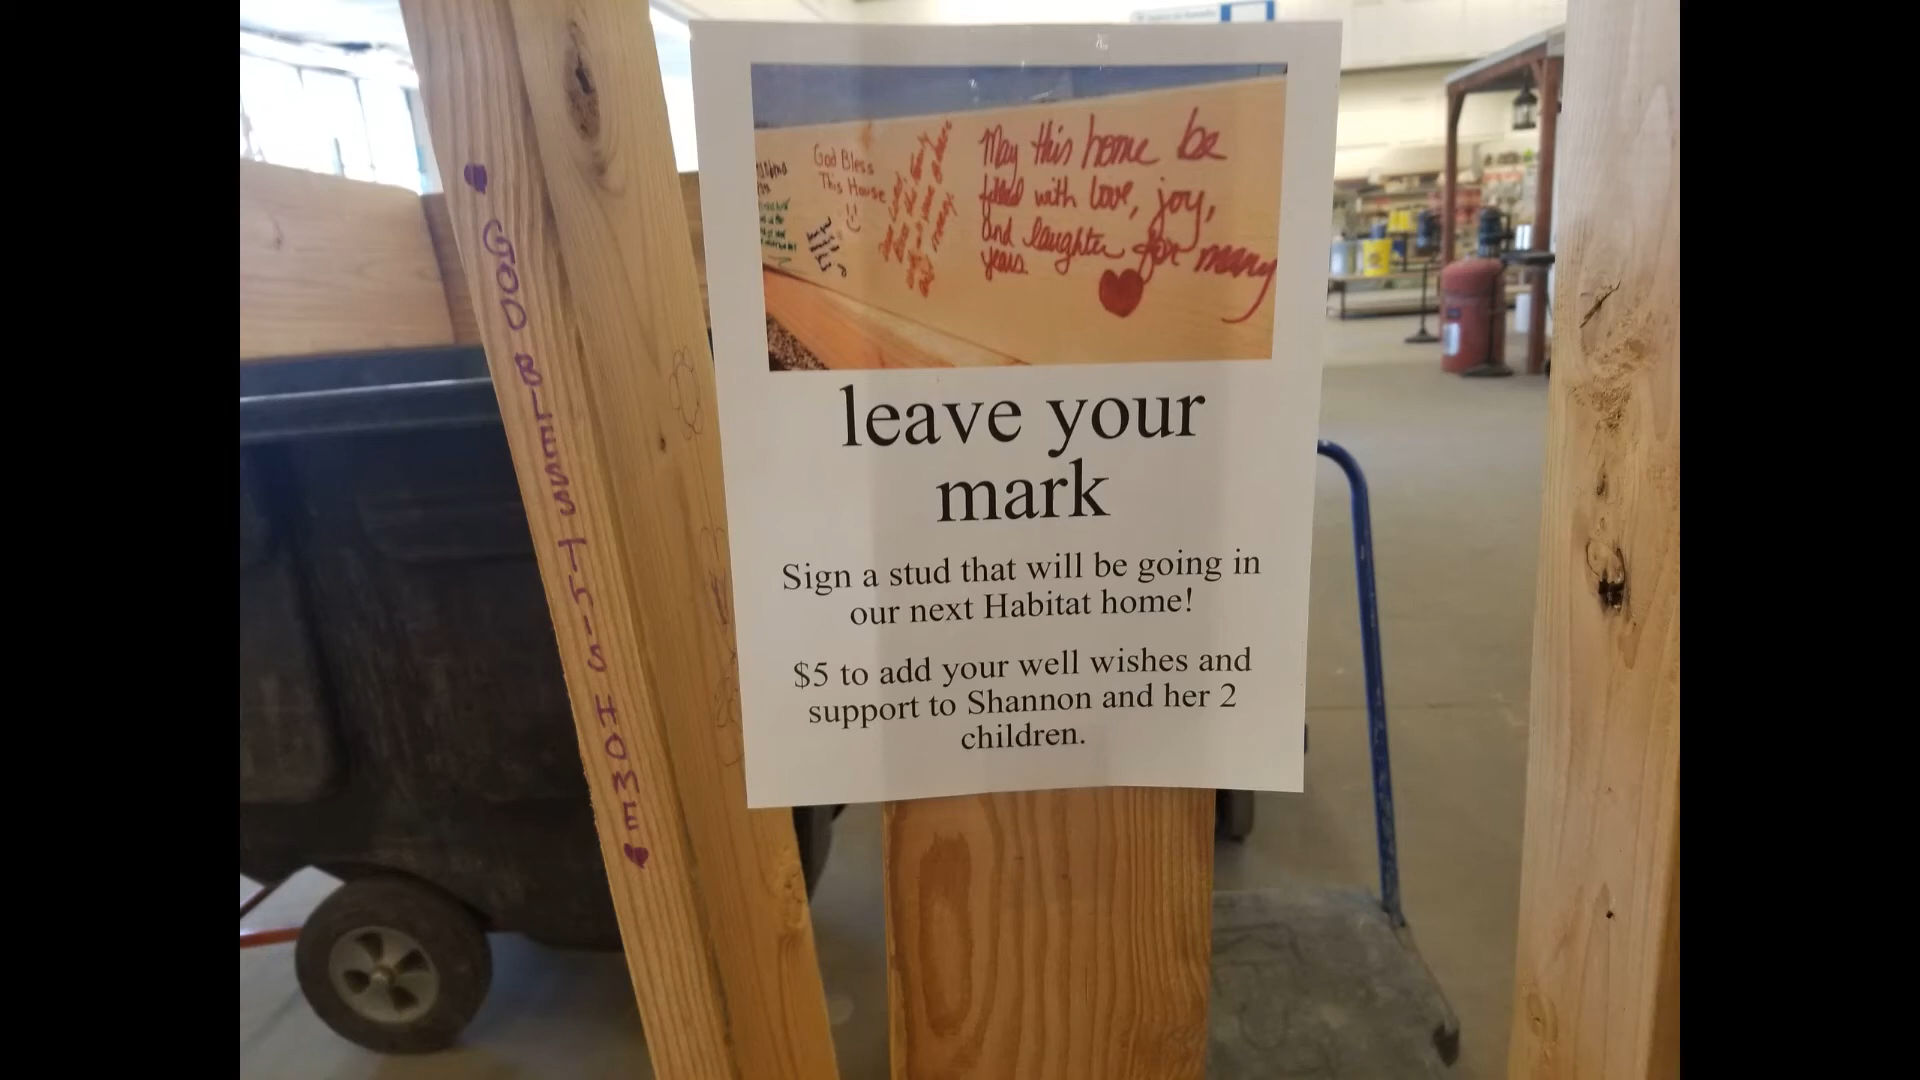 GOD BLESS THIS HOME
God Bless
This House
May this home be
filled with love, joy,
and laughter for many
years.
leave your
mark
Sign a stud that will be going in
our next Habitat home!
$5 to add your well wishes and
support to Shannon and her 2
children.